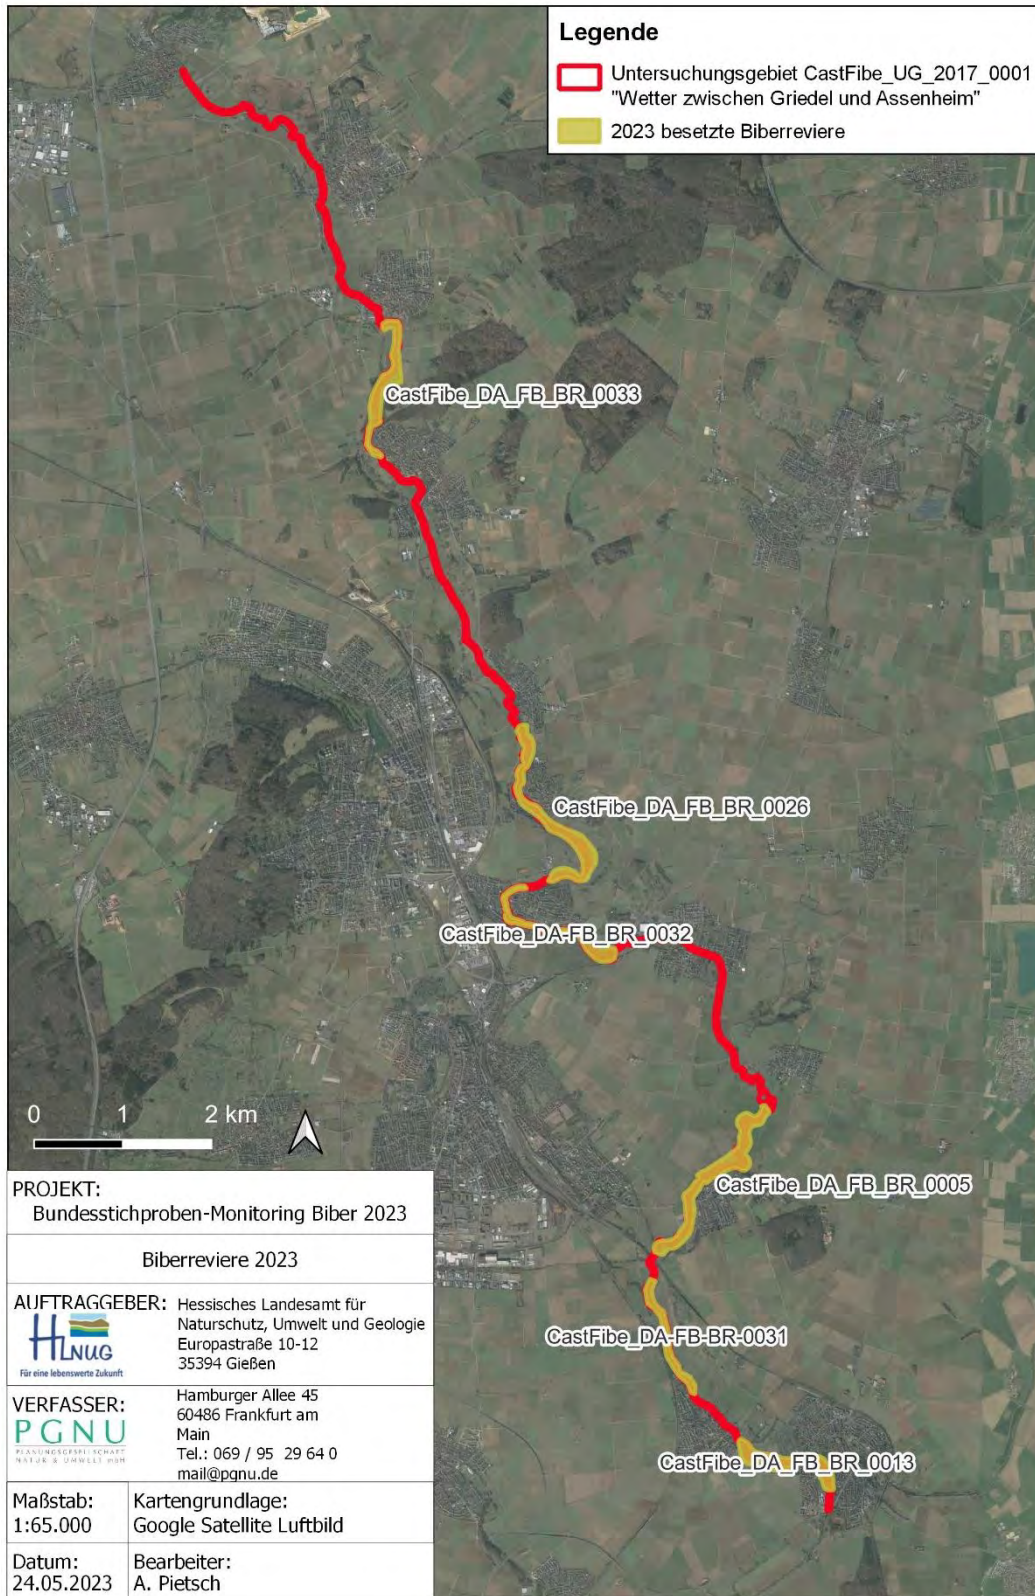 Legende
Untersuchungsgebiet CastFibe_UG_2017_0001
"Wetter zwischen Griedel und Assenheim"
2023 besetzte Biberreviere
CastFibe_DA_FB_BR_0033
CastFibe_DA_FB_BR_0026
CastFibe_DA-FB_BR_0032
CastFibe_DA_FB_BR_0005
CastFibe_DA-FB-BR-0031
CastFibe_DA_FB_BR_0013
0 1 2 km
PROJEKT:
Bundesstichproben-Monitoring Biber 2023
Biberreviere 2023
AUFTRAGGEBER:
HLNUG
Für eine lebenswerte Zukunft
Hessisches Landesamt für
Naturschutz, Umwelt und Geologie
Europastraße 10-12
35394 Gießen
VERFASSER:
PGNU
PLANUNGSGESELLSCHAFT
NATUR & UMWELT mbH
Hamburger Allee 45
60486 Frankfurt am
Main
Tel.: 069 / 95 29 64 0
mail@pgnu.de
Maßstab:
1:65.000
Kartengrundlage:
Google Satellite Luftbild
Datum:
24.05.2023
Bearbeiter:
A. Pietsch